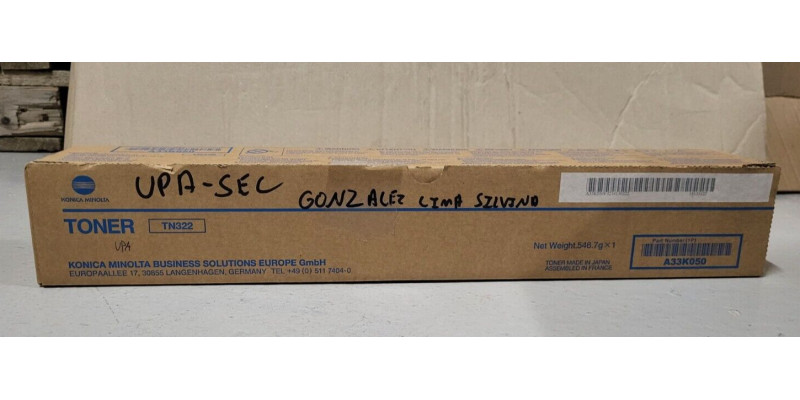 UPA-SEC
GONZALEZ LIMA SILVINO
KONICA MINOLTA
TONER TN322
UPA
Net Weight.546.7g×1
KONICA MINOLTA BUSINESS SOLUTIONS EUROPE GmbH
EUROPAALLEE 17, 30855 LANGENHAGEN, GERMANY TEL +49 (0) 511 7404-0
TONER MADE IN JAPAN
ASSEMBLED IN FRANCE
Part Number
A33K050